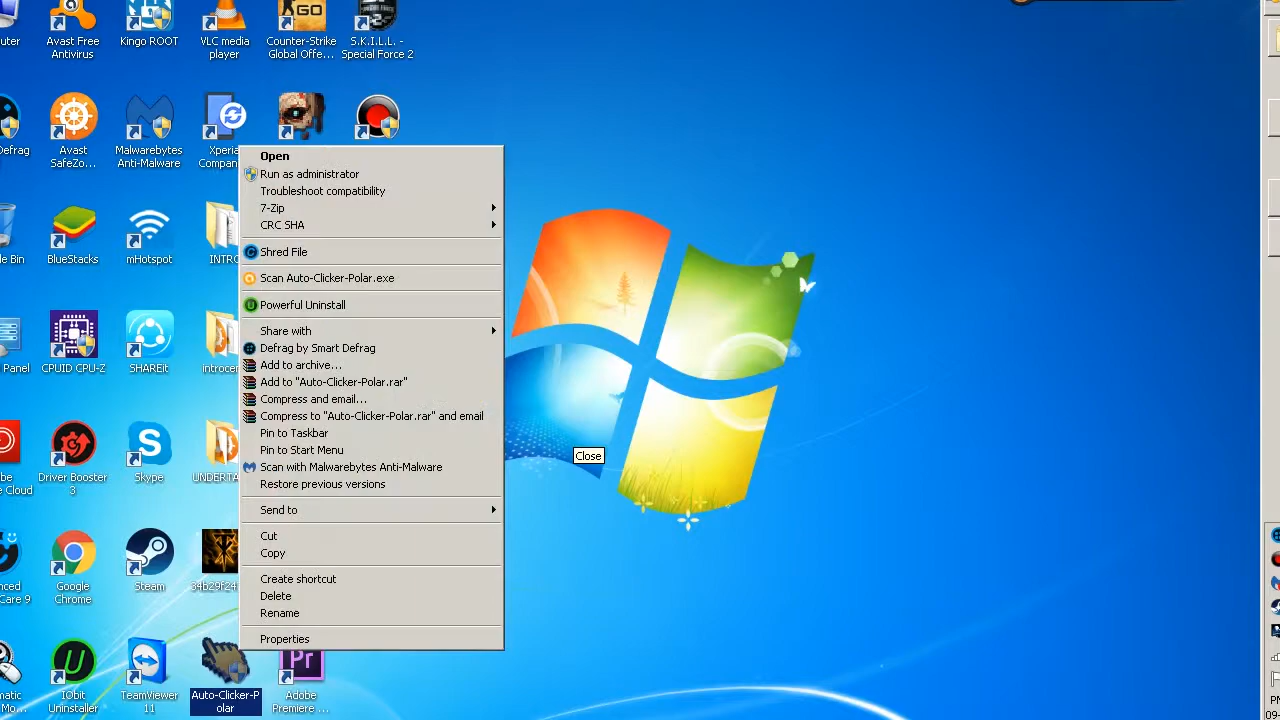 uter
Avast Free
Antivirus
Kingo ROOT
VLC media
player
GO
Counter-Strike
Global Offe...
S.K.I.L.L. -
Special Force 2
Defrag
Avast
SafeZo...
Malwarebytes
Anti-Malware
Xperia
Compan
le Bin
BlueStacks
mHotspot
INTRO
Panel
CPUID CPU-Z
SHAREit
introcer
be
e Cloud
Driver Booster
3
Skype
UNDERTA
nced
Care 9
Google
Chrome
Steam
34b29f24
matic
Mo...
IObit
Uninstaller
TeamViewer
11
Auto-Clicker-P
olar
Pr
Adobe
Premiere ...
Open
Run as administrator
Troubleshoot compatibility
7-Zip
CRC SHA
Shred File
Scan Auto-Clicker-Polar.exe
Powerful Uninstall
Share with
Defrag by Smart Defrag
Add to archive...
Add to "Auto-Clicker-Polar.rar"
Compress and email...
Compress to "Auto-Clicker-Polar.rar" and email
Pin to Taskbar
Pin to Start Menu
Scan with Malwarebytes Anti-Malware
Restore previous versions
Send to
Cut
Copy
Create shortcut
Delete
Rename
Properties
Close